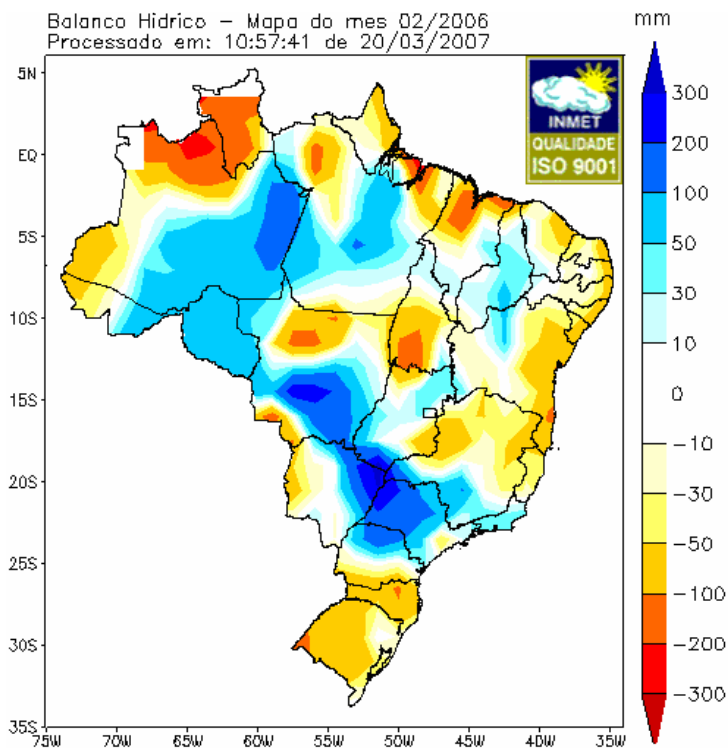 Balanco Hidrico - Mapa do mes 02/2006
Processado em: 10:57:41 de 20/03/2007
mm
INMET
QUALIDADE
ISO 9001
5N
EQ
5S
10S
15S
20S
25S
30S
35S
75W
70W
65W
60W
55W
50W
45W
40W
35W
300
200
100
50
30
10
0
-10
-30
-50
-100
-200
-300